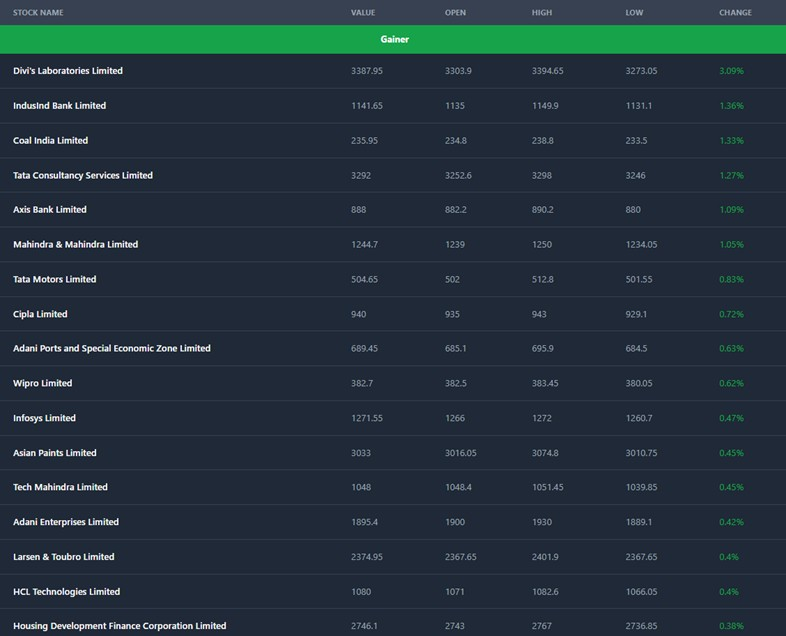 STOCK NAME VALUE OPEN HIGH LOW CHANGE
Gainer
Divi's Laboratories Limited 3387.95 3303.9 3394.65 3273.05 3.09%
IndusInd Bank Limited 1141.65 1135 1149.9 1131.1 1.36%
Coal India Limited 235.95 234.8 238.8 233.5 1.33%
Tata Consultancy Services Limited 3292 3252.6 3298 3246 1.27%
Axis Bank Limited 888 882.2 890.2 880 1.09%
Mahindra & Mahindra Limited 1244.7 1239 1250 1234.05 1.05%
Tata Motors Limited 504.65 502 512.8 501.55 0.83%
Cipla Limited 940 935 943 929.1 0.72%
Adani Ports and Special Economic Zone Limited 689.45 685.1 695.9 684.5 0.63%
Wipro Limited 382.7 382.5 383.45 380.05 0.62%
Infosys Limited 1271.55 1266 1272 1260.7 0.47%
Asian Paints Limited 3033 3016.05 3074.8 3010.75 0.45%
Tech Mahindra Limited 1048 1048.4 1051.45 1039.85 0.45%
Adani Enterprises Limited 1895.4 1900 1930 1889.1 0.42%
Larsen & Toubro Limited 2374.95 2367.65 2401.9 2367.65 0.4%
HCL Technologies Limited 1080 1071 1082.6 1066.05 0.4%
Housing Development Finance Corporation Limited 2746.1 2743 2767 2736.85 0.38%